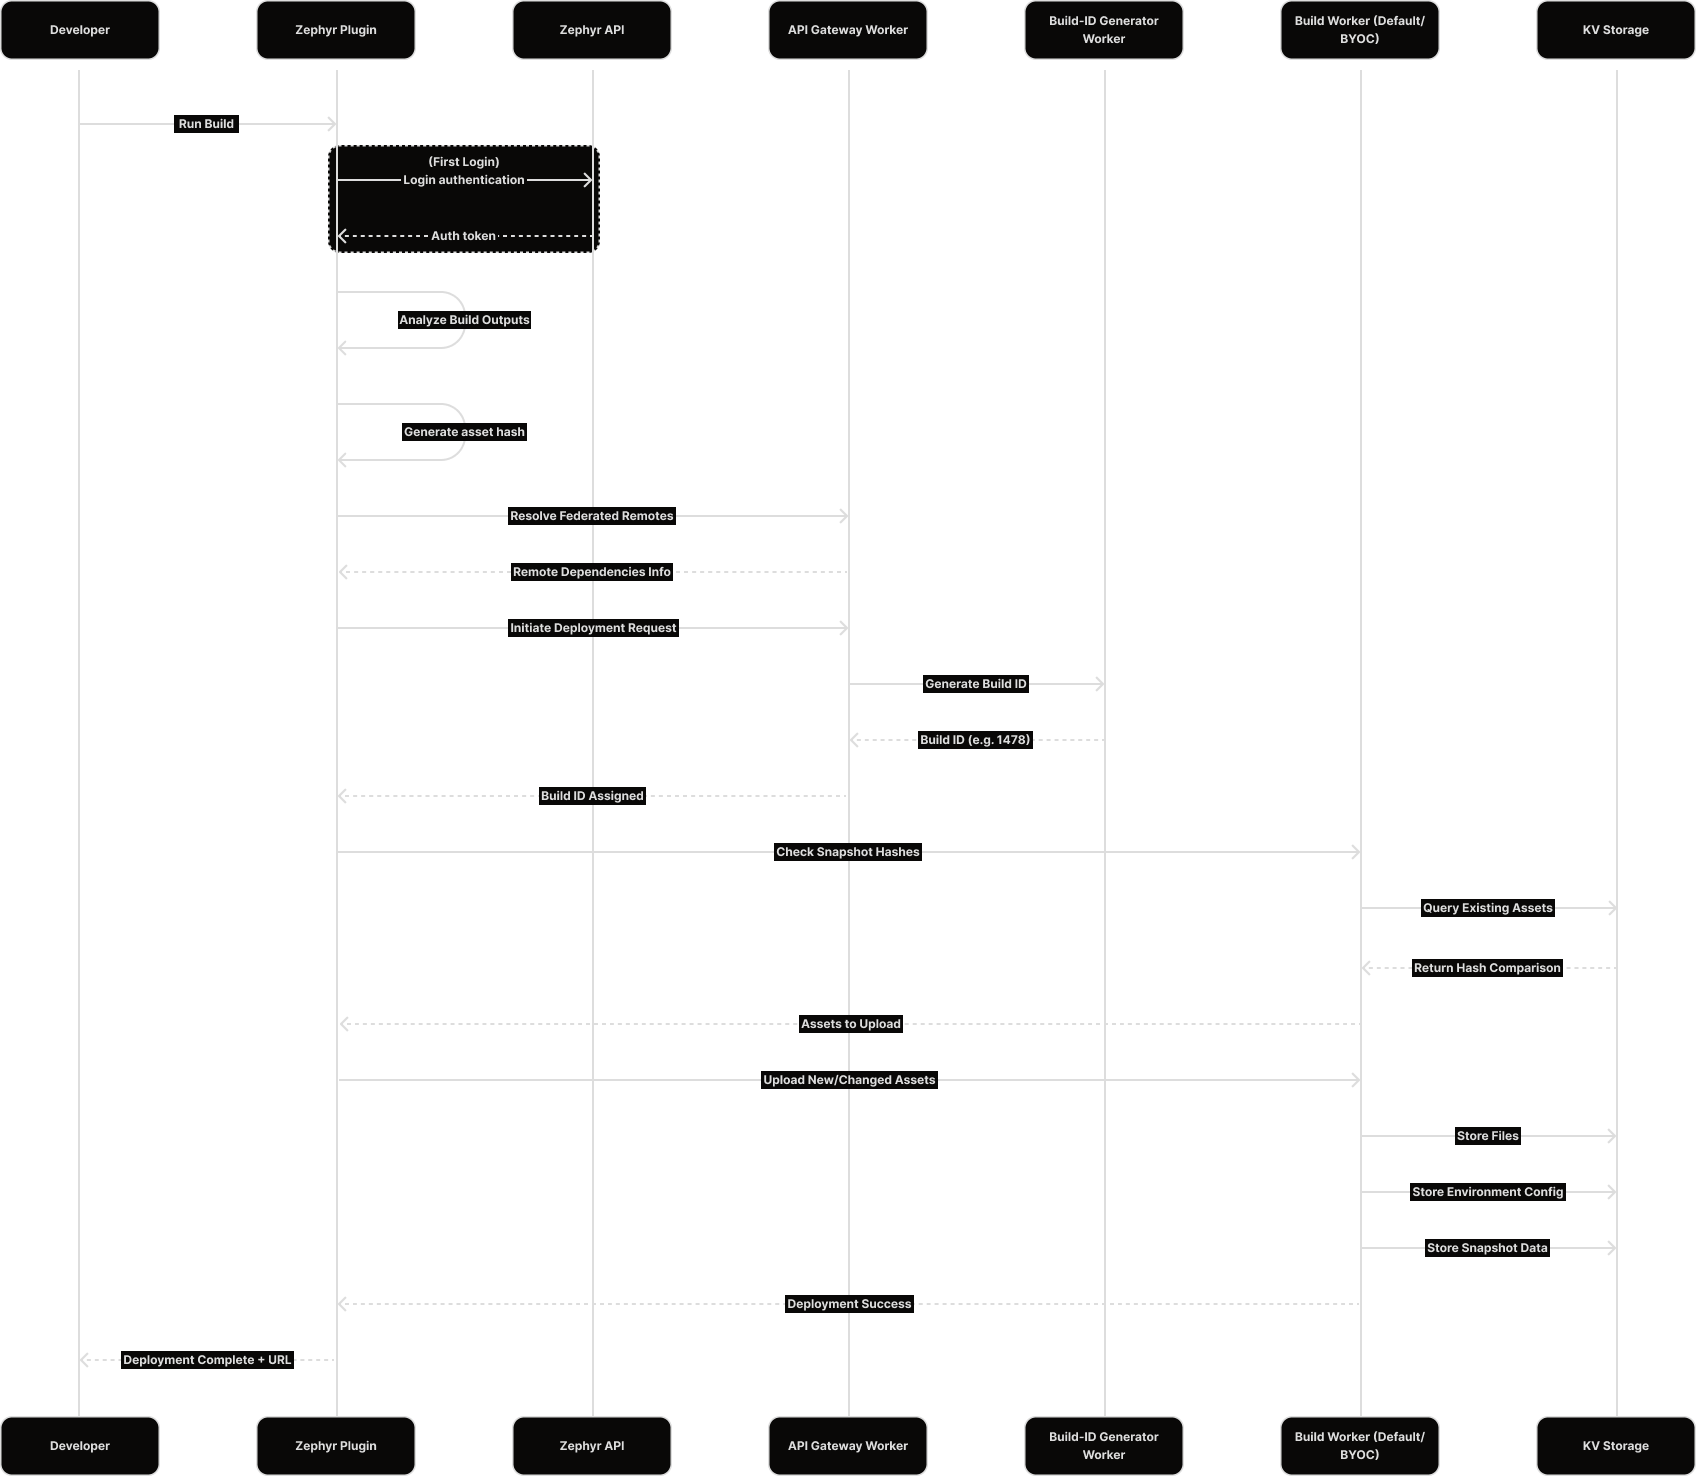 Developer
Zephyr Plugin
Zephyr API
API Gateway Worker
Build-ID Generator
Worker
Build Worker (Default/
BYOC)
KV Storage
Run Build
(First Login)
Login authentication
Auth token
Analyze Build Outputs
Generate asset hash
Resolve Federated Remotes
Remote Dependencies Info
Initiate Deployment Request
Generate Build ID
Build ID (e.g. 1478)
Build ID Assigned
Check Snapshot Hashes
Query Existing Assets
Return Hash Comparison
Assets to Upload
Upload New/Changed Assets
Store Files
Store Environment Config
Store Snapshot Data
Deployment Success
Deployment Complete + URL
Developer
Zephyr Plugin
Zephyr API
API Gateway Worker
Build-ID Generator
Worker
Build Worker (Default/
BYOC)
KV Storage